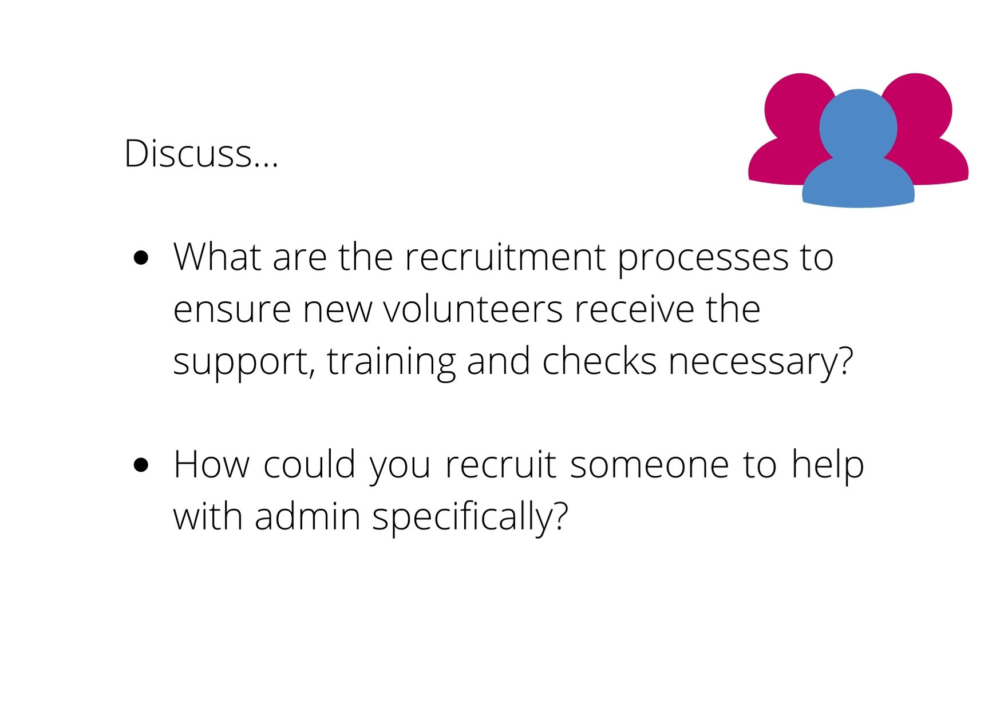 Discuss...
• What are the recruitment processes to
ensure new volunteers receive the
support, training and checks necessary?
• How could you recruit someone to help
with admin specifically?